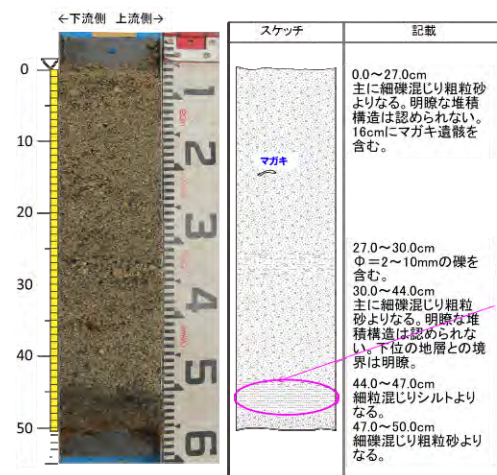 ←下流側 上流側→
スケッチ
記載
0
10
20
30
40
50
1
2
3
4
5
6
マガキ
0.0～27.0cm
主に細礫混じり粗粒砂
よりなる。明瞭な堆積
構造は認められない。
16cmにマガキ遺骸を
含む。
27.0～30.0cm
Φ＝2～10mmの礫を
含む。
30.0～44.0cm
主に細礫混じり粗粒
砂よりなる。明瞭な堆
積構造は認められな
い。下位の地層との境
界は明瞭。
44.0～47.0cm
細粒混じりシルトより
なる。
47.0～50.0cm
細礫混じり粗粒砂より
なる。